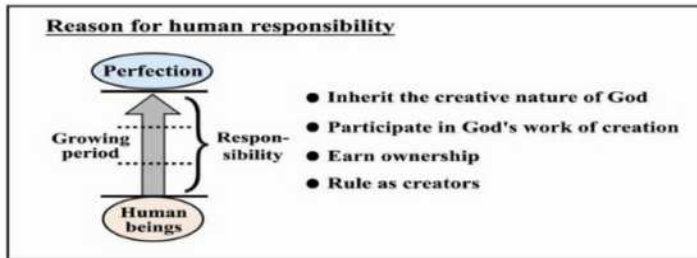 Reason for human responsibility
Perfection
Growing
period
Respon-
sibility
Human
beings
● Inherit the creative nature of God
● Participate in God's work of creation
● Earn ownership
● Rule as creators